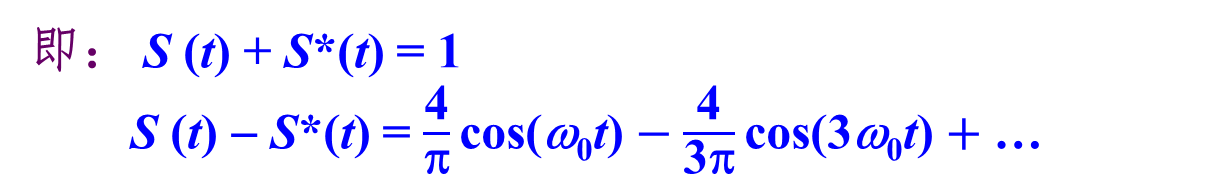 即： S (t) + S*(t) = 1
S (t) – S*(t) = 4/π cos(ω₀t) – 4/3π cos(3ω₀t) + …